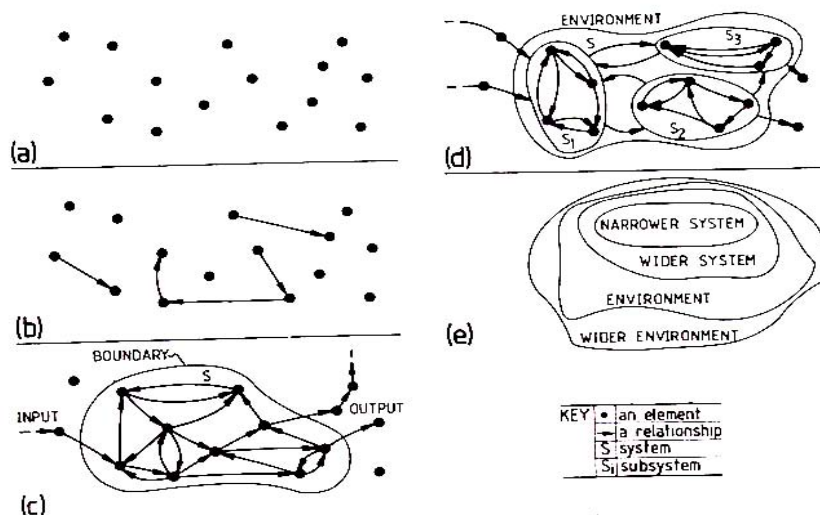 (a)
(b)
BOUNDARY
S
INPUT
OUTPUT
(c)
ENVIRONMENT
S
S3
S1
S2
(d)
NARROWER SYSTEM
WIDER SYSTEM
ENVIRONMENT
WIDER ENVIRONMENT
(e)
KEY • an element
a relationship
S system
Si subsystem